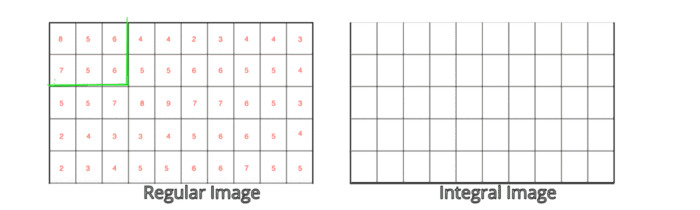 8 5 6 4 4 2 3 4 4 3
7 5 6 5 5 6 6 5 5 4
5 5 7 8 9 7 7 6 5 3
2 4 3 3 4 5 6 6 5 4
2 3 4 5 5 6 6 7 5 5
Regular Image Integral Image